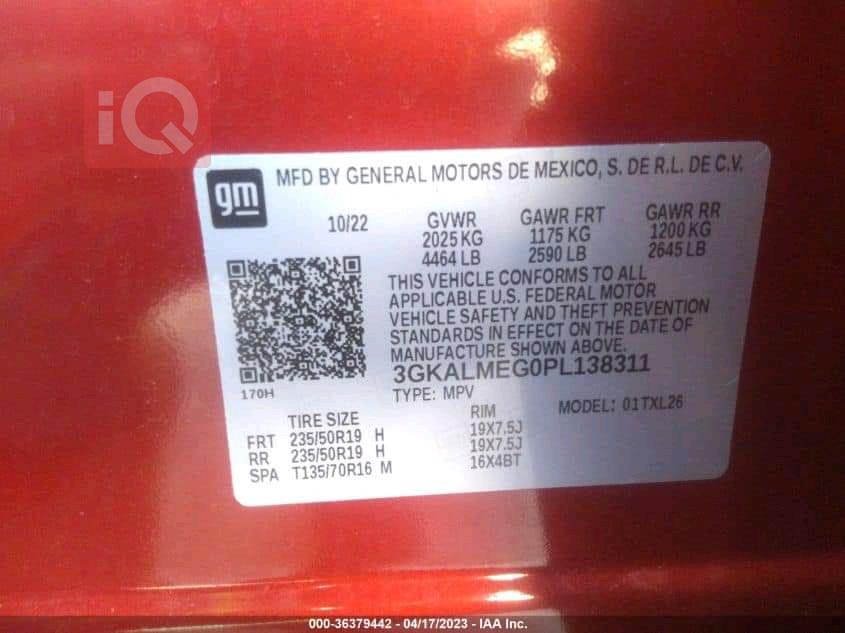 iQ
gm
MFD BY GENERAL MOTORS DE MEXICO, S. DE R.L. DE C.V.
10/22 GVWR GAWR FRT GAWR RR
2025 KG 1175 KG 1200 KG
4464 LB 2590 LB 2645 LB
THIS VEHICLE CONFORMS TO ALL
APPLICABLE U.S. FEDERAL MOTOR
VEHICLE SAFETY AND THEFT PREVENTION
STANDARDS IN EFFECT ON THE DATE OF
MANUFACTURE SHOWN ABOVE.
3GKALMEG0PL138311
170H
TYPE: MPV MODEL: 01TXL26
TIRE SIZE RIM
FRT 235/50R19 H 19X7.5J
RR 235/50R19 H 19X7.5J
SPA T135/70R16 M 16X4BT
000-36379442 - 04/17/2023 - IAA Inc.